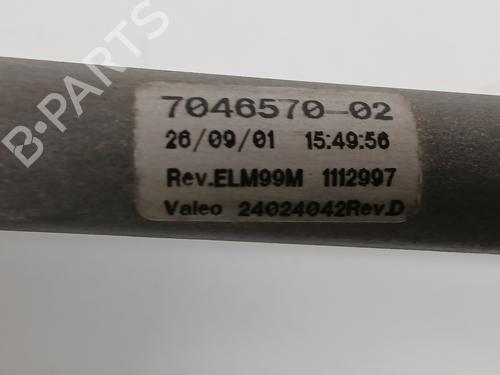 B-PARTS
7046570-02
26/09/01 15:49:56
Rev.ELM99M 1112997
Valeo 24024042Rev.D